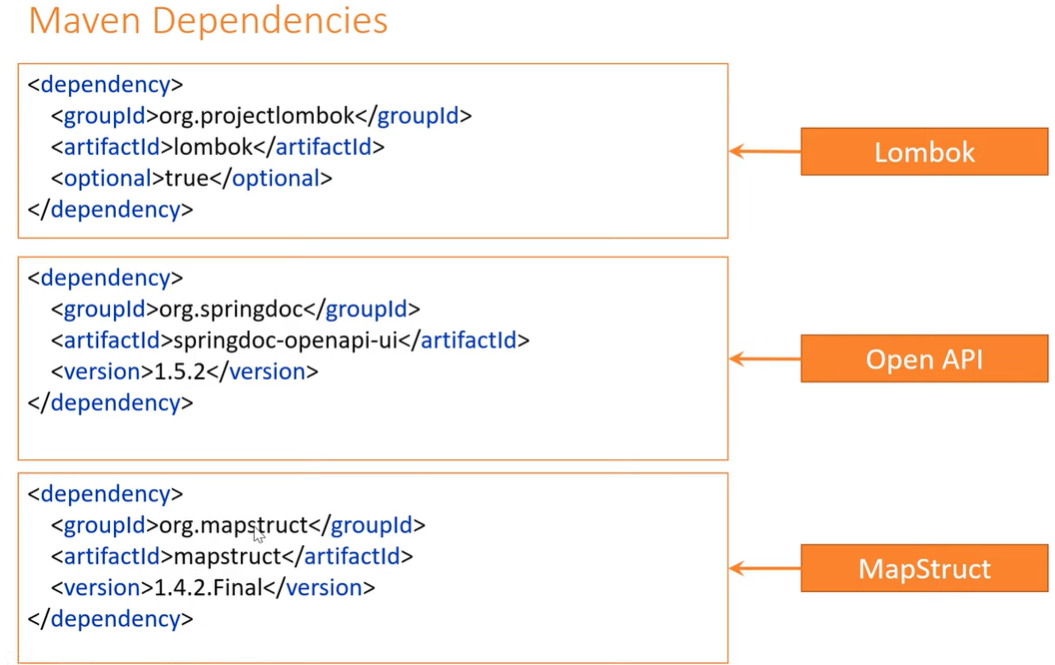 Maven Dependencies
<dependency>
<groupId>org.projectlombok</groupId>
<artifactId>lombok</artifactId>
<optional>true</optional>
</dependency>
Lombok
<dependency>
<groupId>org.springdoc</groupId>
<artifactId>springdoc-openapi-ui</artifactId>
<version>1.5.2</version>
</dependency>
Open API
<dependency>
<groupId>org.mapstruct</groupId>
<artifactId>mapstruct</artifactId>
<version>1.4.2.Final</version>
</dependency>
MapStruct